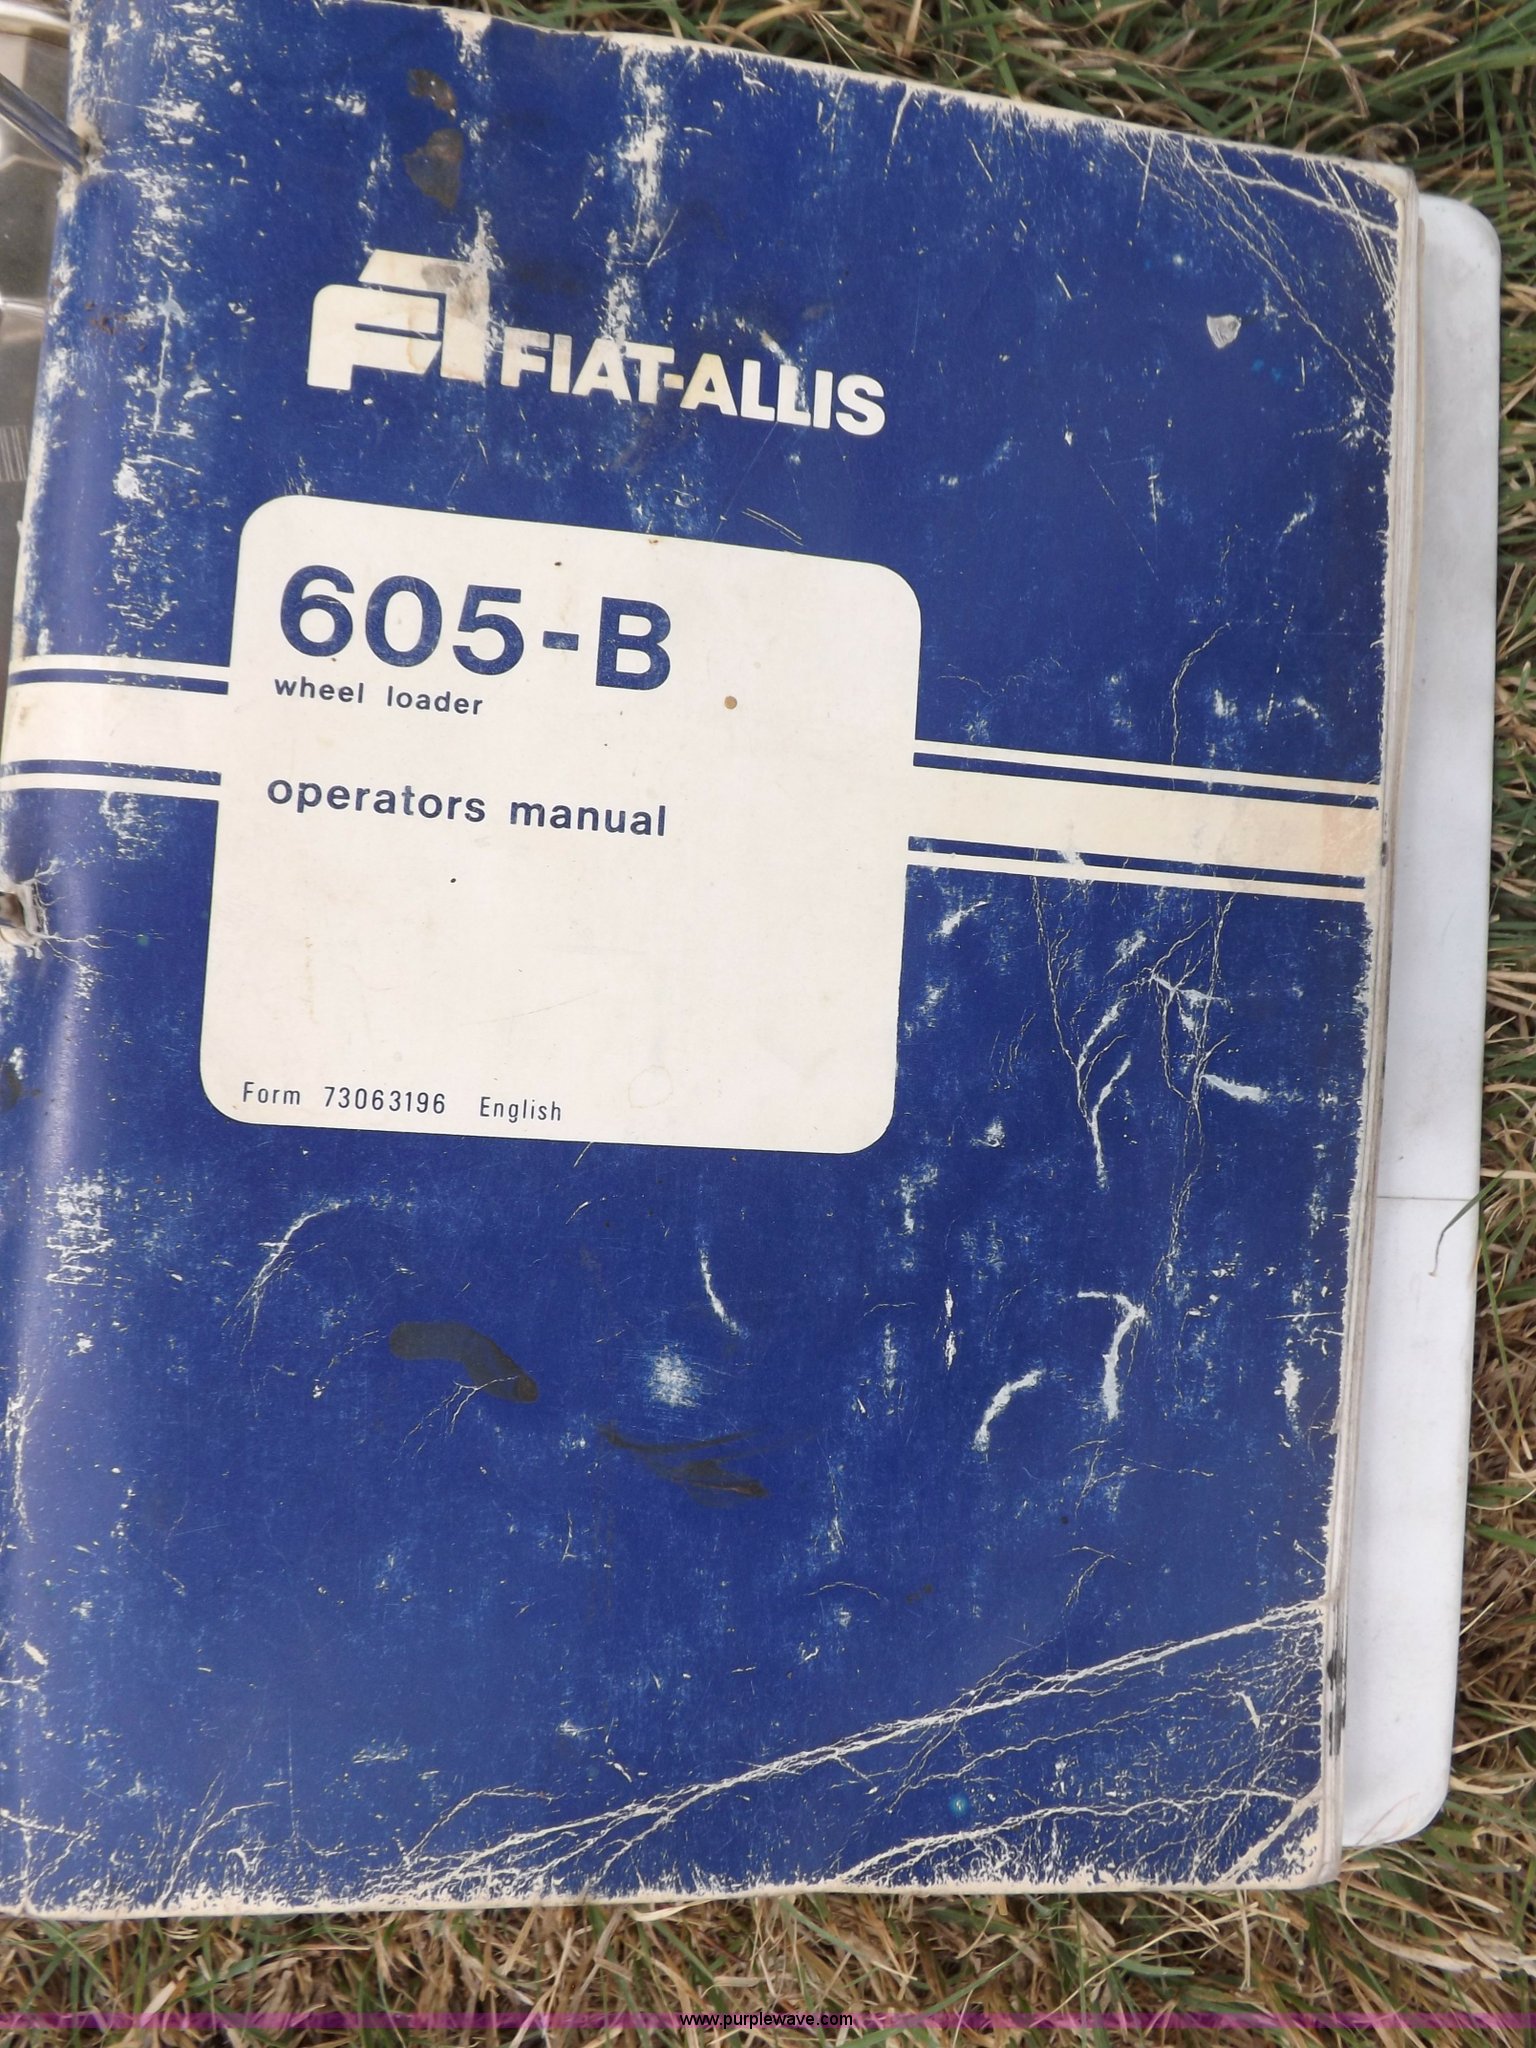 FIAT-ALLIS
605-B
wheel loader
operators manual
Form 73063196 English
www.purplewave.com